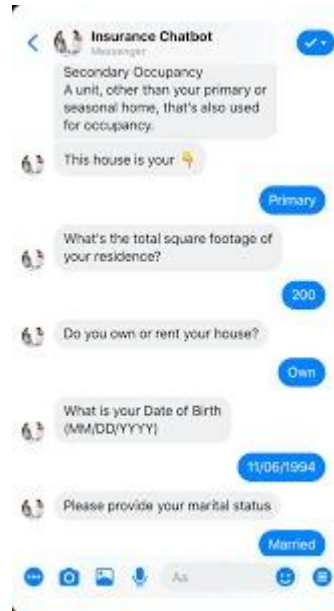 Insurance Chatbot
Messenger
Secondary Occupancy
A unit, other than your primary or
seasonal home, that's also used
for occupancy.
This house is your 👇
Primary
What's the total square footage of
your residence?
200
Do you own or rent your house?
Own
What is your Date of Birth
(MM/DD/YYYY)
11/06/1994
Please provide your marital status
Married
Aa